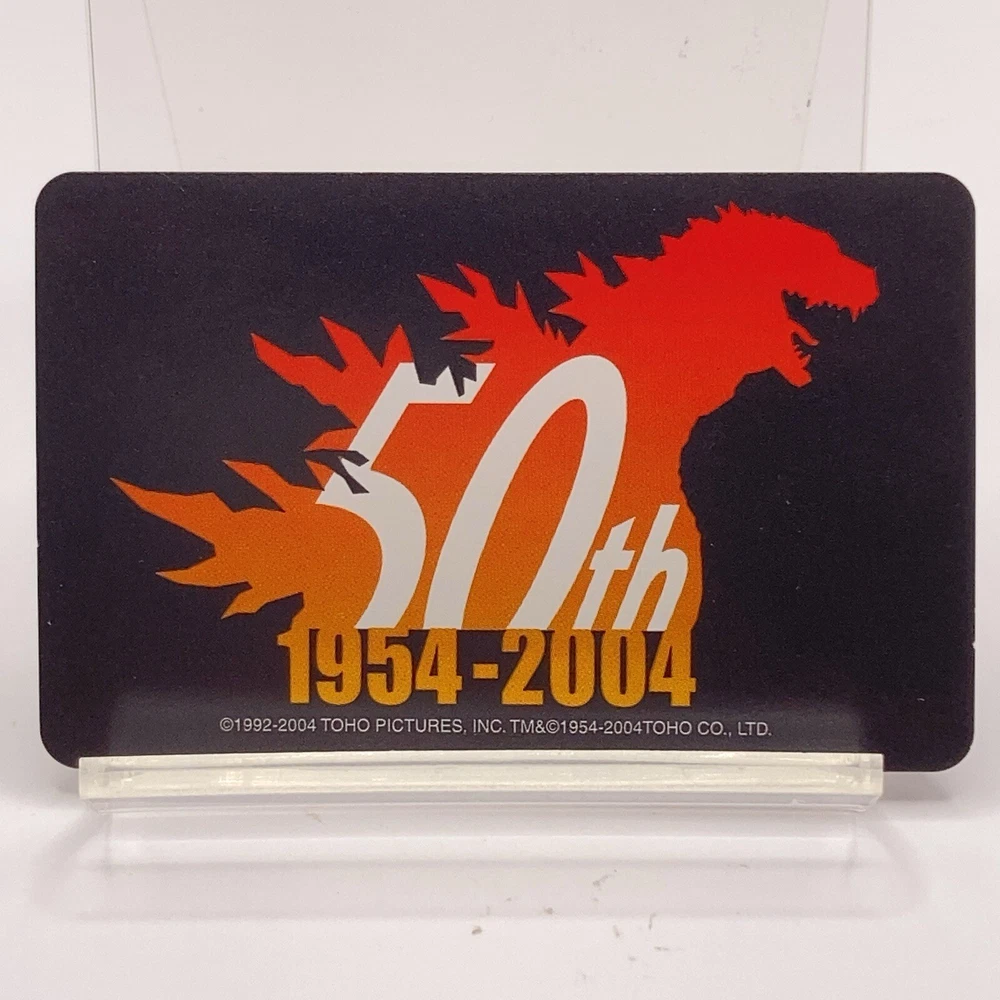 50th
1954-2004
©1992-2004 TOHO PICTURES, INC. TM&©1954-2004TOHO CO., LTD.